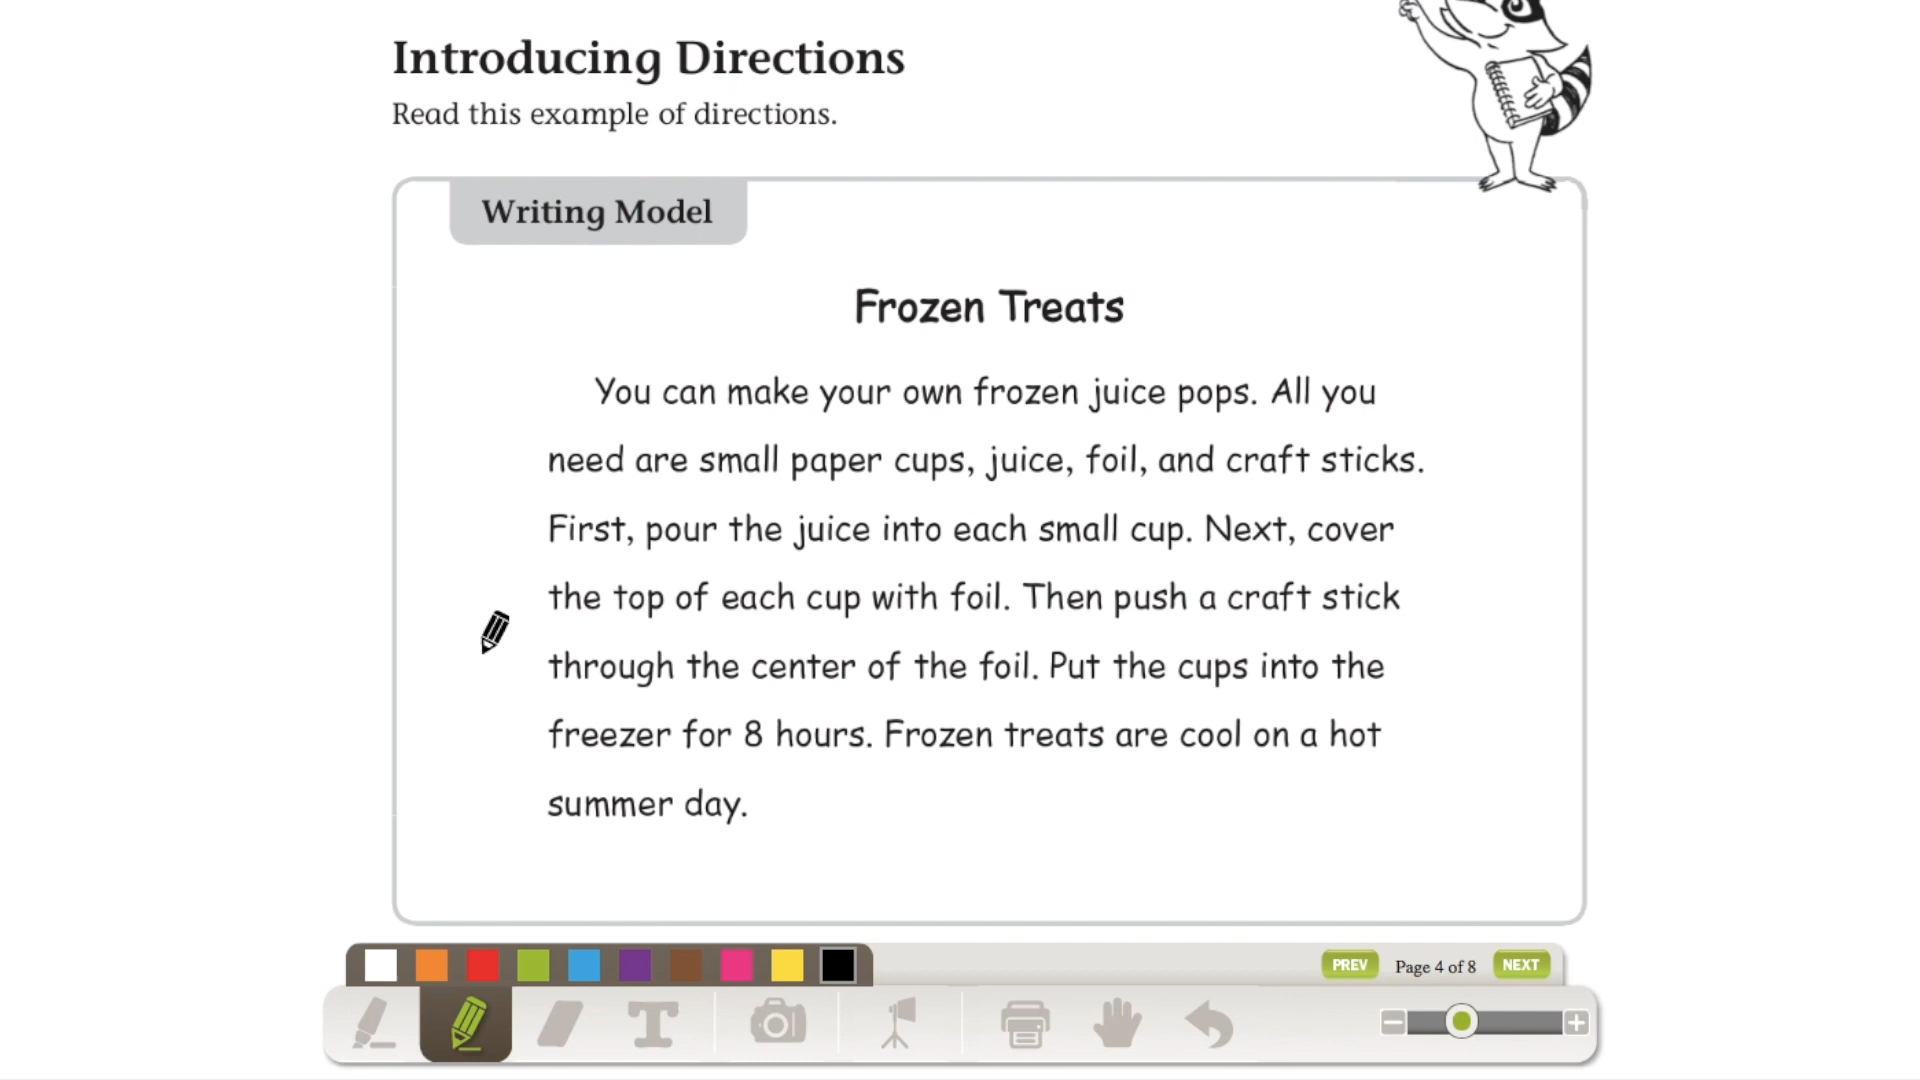 Introducing Directions
Read this example of directions.
Writing Model
Frozen Treats
You can make your own frozen juice pops. All you
need are small paper cups, juice, foil, and craft sticks.
First, pour the juice into each small cup. Next, cover
the top of each cup with foil. Then push a craft stick
through the center of the foil. Put the cups into the
freezer for 8 hours. Frozen treats are cool on a hot
summer day.
PREV Page 4 of 8 NEXT
T